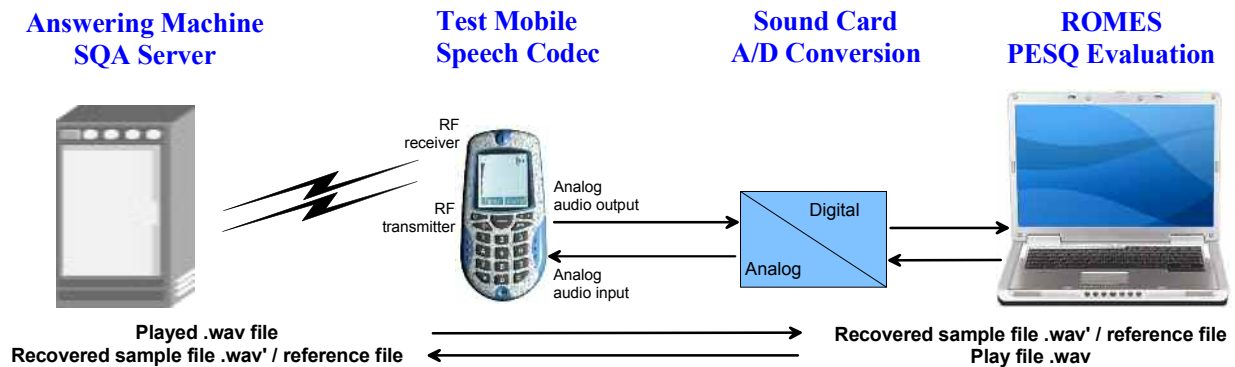 Answering Machine
SQA Server
Test Mobile
Speech Codec
Sound Card
A/D Conversion
ROMES
PESQ Evaluation
RF
receiver
RF
transmitter
Analog
audio output
Analog
audio input
Digital
Analog
Played .wav file
Recovered sample file .wav' / reference file
Recovered sample file .wav' / reference file
Play file .wav